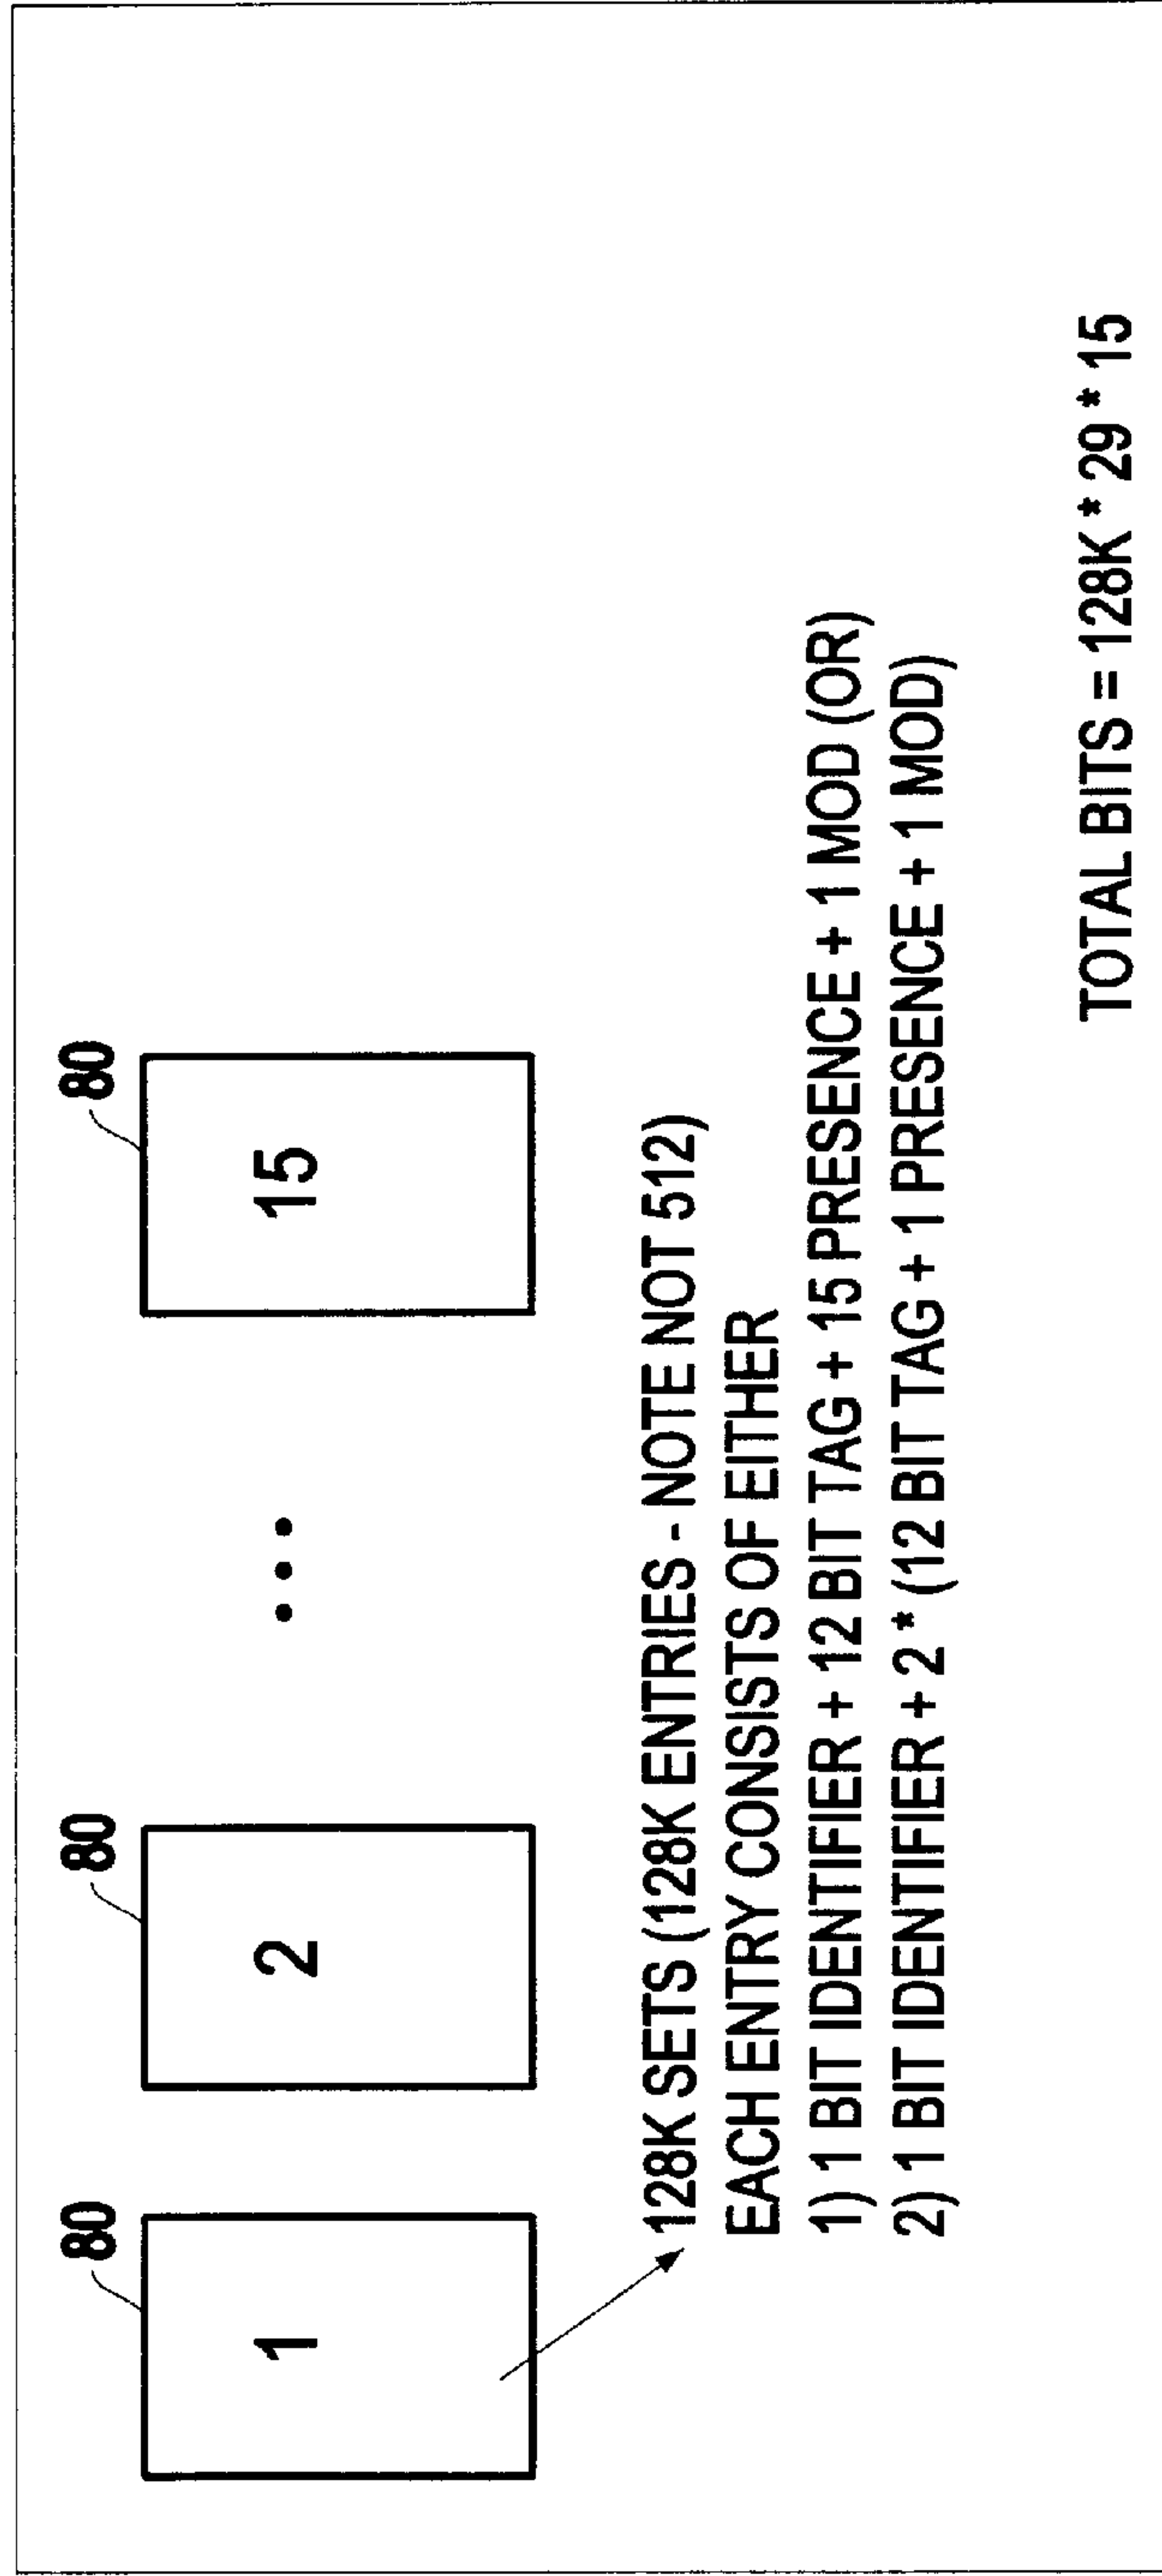 80
80
80
1
2
• • •
15
128K SETS (128K ENTRIES - NOTE NOT 512)
EACH ENTRY CONSISTS OF EITHER
1) 1 BIT IDENTIFIER + 12 BIT TAG + 15 PRESENCE + 1 MOD (OR)
2) 1 BIT IDENTIFIER + 2 * (12 BIT TAG + 1 PRESENCE + 1 MOD)
TOTAL BITS = 128K * 29 * 15